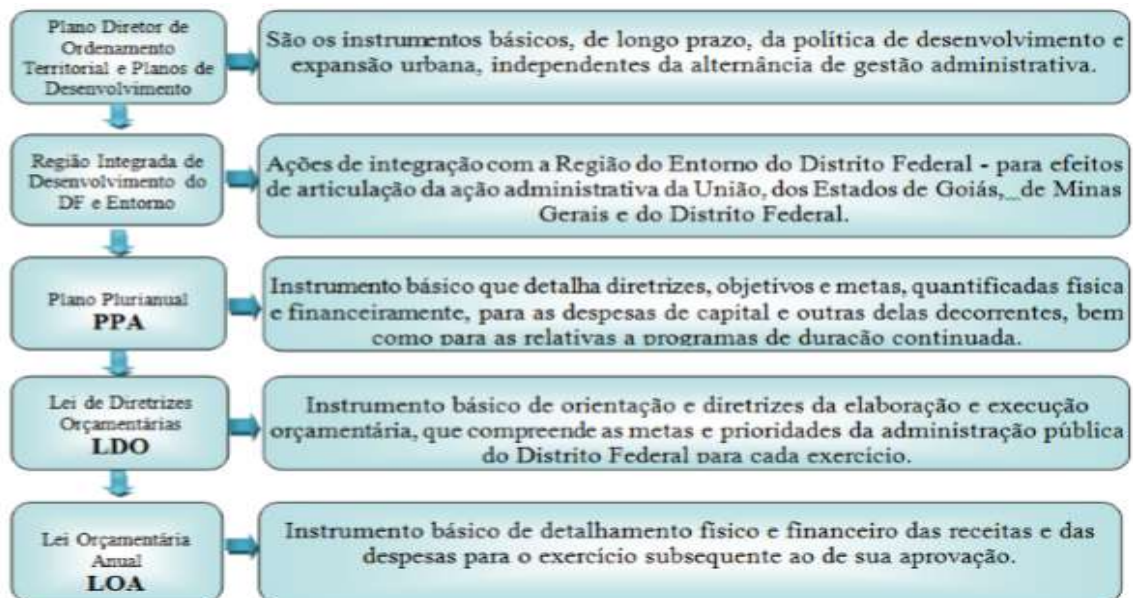 Plano Diretor de
Ordenamento
Territorial e Planos de
Desenvolvimento
São os instrumentos básicos, de longo prazo, da política de desenvolvimento e
expansão urbana, independentes da alternância de gestão administrativa.
Região Integrada de
Desenvolvimento do
DF e Entorno
Ações de integração com a Região do Entorno do Distrito Federal - para efeitos
de articulação da ação administrativa da União, dos Estados de Goiás,_de Minas
Gerais e do Distrito Federal.
Plano Plurianual
PPA
Instrumento básico que detalha diretrizes, objetivos e metas, quantificadas física
e financeiramente, para as despesas de capital e outras delas decorrentes, bem
como para as relativas a programas de duração continuada.
Lei de Diretrizes
Orçamentárias
LDO
Instrumento básico de orientação e diretrizes da elaboração e execução
orçamentária, que compreende as metas e prioridades da administração pública
do Distrito Federal para cada exercício.
Lei Orçamentária
Anual
LOA
Instrumento básico de detalhamento físico e financeiro das receitas e das
despesas para o exercício subsequente ao de sua aprovação.